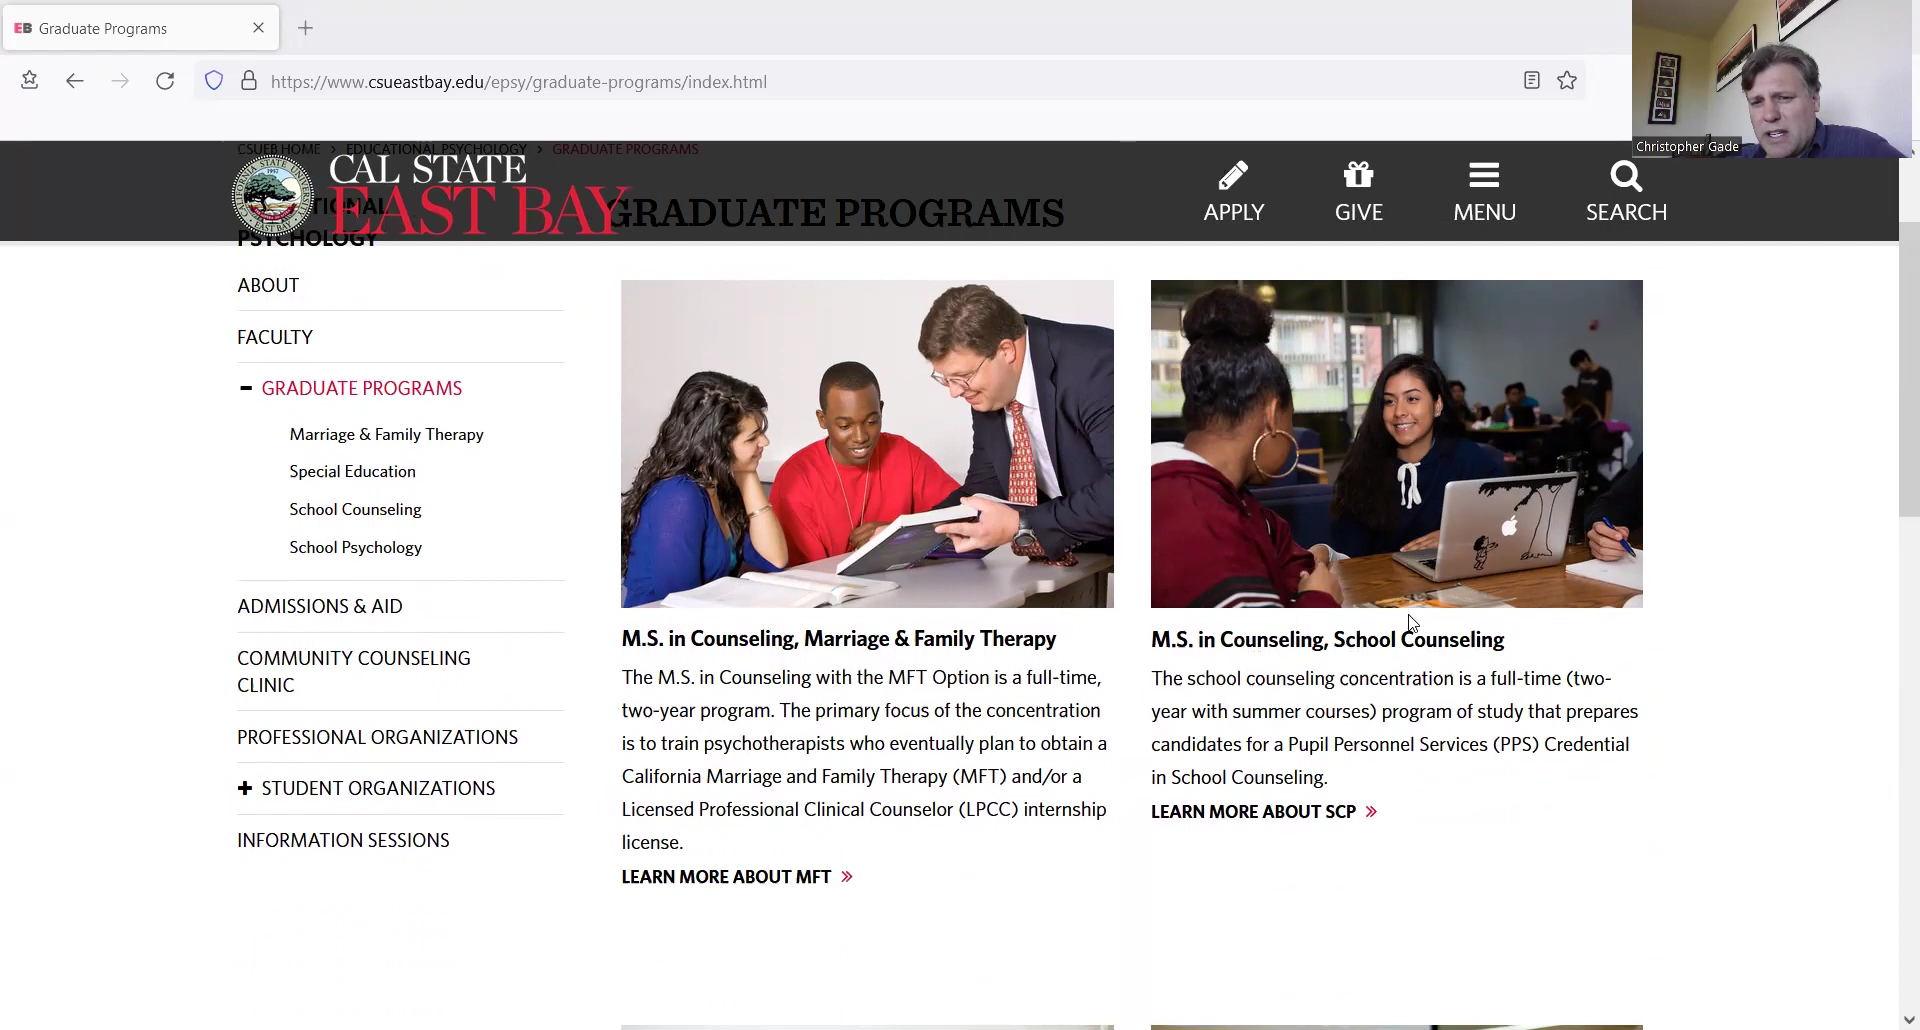 EB Graduate Programs
https://www.csueastbay.edu/epsy/graduate-programs/index.html
Christopher Gade
CSUEB HOME > EDUCATIONAL PSYCHOLOGY > GRADUATE PROGRAMS
CAL STATE
EAST BAY
GRADUATE PROGRAMS
APPLY
GIVE
MENU
SEARCH
PSYCHOLOGY
ABOUT
FACULTY
GRADUATE PROGRAMS
Marriage & Family Therapy
Special Education
School Counseling
School Psychology
ADMISSIONS & AID
COMMUNITY COUNSELING
CLINIC
PROFESSIONAL ORGANIZATIONS
STUDENT ORGANIZATIONS
INFORMATION SESSIONS
M.S. in Counseling, Marriage & Family Therapy
The M.S. in Counseling with the MFT Option is a full-time,
two-year program. The primary focus of the concentration
is to train psychotherapists who eventually plan to obtain a
California Marriage and Family Therapy (MFT) and/or a
Licensed Professional Clinical Counselor (LPCC) internship
license.
LEARN MORE ABOUT MFT »
M.S. in Counseling, School Counseling
The school counseling concentration is a full-time (two-
year with summer courses) program of study that prepares
candidates for a Pupil Personnel Services (PPS) Credential
in School Counseling.
LEARN MORE ABOUT SCP »